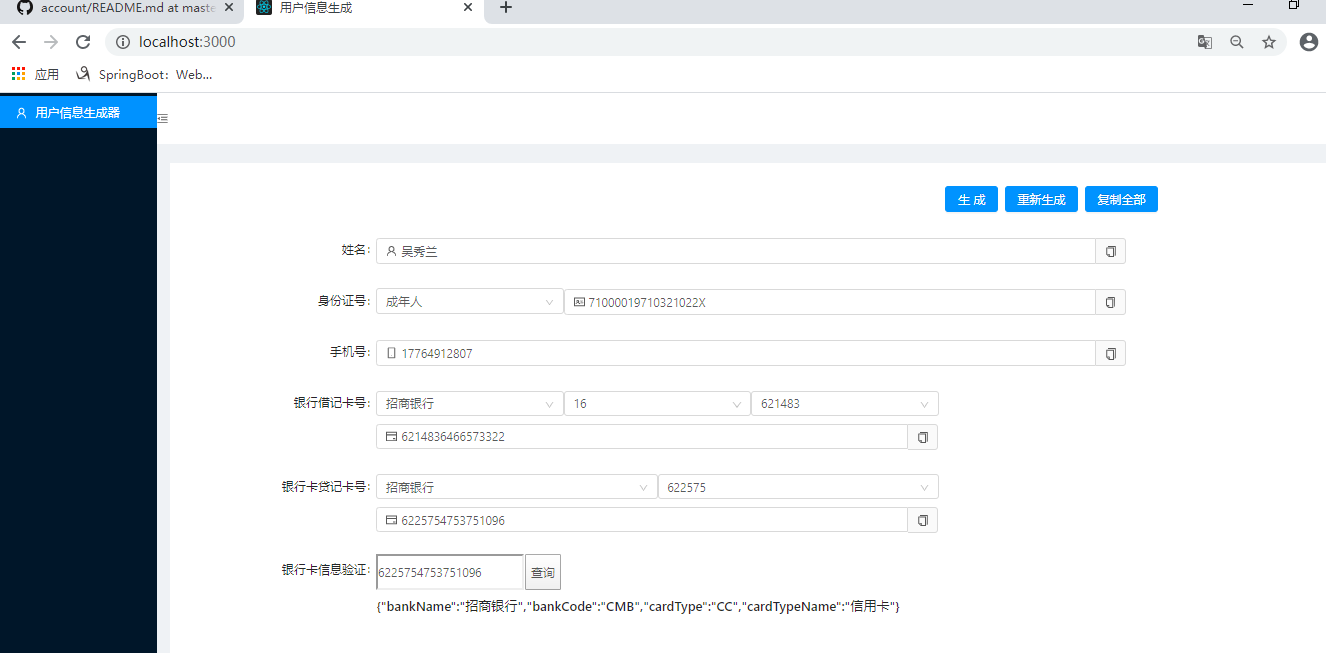 account/README.md at maste
用户信息生成
localhost:3000
应用
SpringBoot：Web...
用户信息生成器
生 成
重新生成
复制全部
姓名：
吴秀兰
身份证号：
成年人
71000019710321022X
手机号：
17764912807
银行借记卡号：
招商银行
16
621483
6214836466573322
银行卡贷记卡号：
招商银行
622575
6225754753751096
银行卡信息验证：
6225754753751096
查询
{"bankName":"招商银行","bankCode":"CMB","cardType":"CC","cardTypeName":"信用卡"}